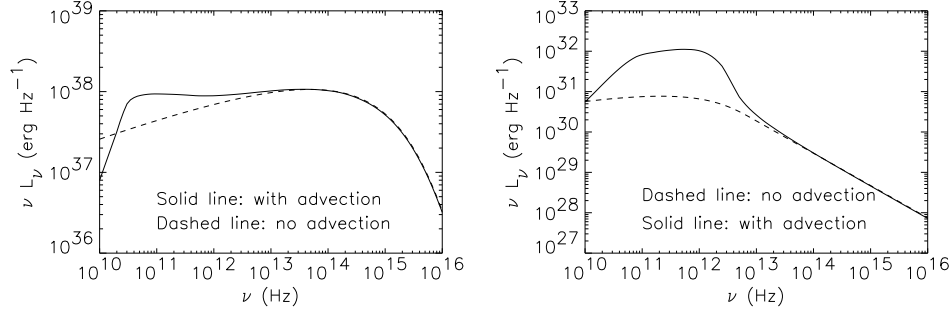 10^39
10^38
10^37
10^36
ν L_ν (erg Hz^−1)
Solid line: with advection
Dashed line: no advection
10^10 10^11 10^12 10^13 10^14 10^15 10^16
ν (Hz)
10^33
10^32
10^31
10^30
10^29
10^28
10^27
ν L_ν (erg Hz^−1)
Dashed line: no advection
Solid line: with advection
10^10 10^11 10^12 10^13 10^14 10^15 10^16
ν (Hz)